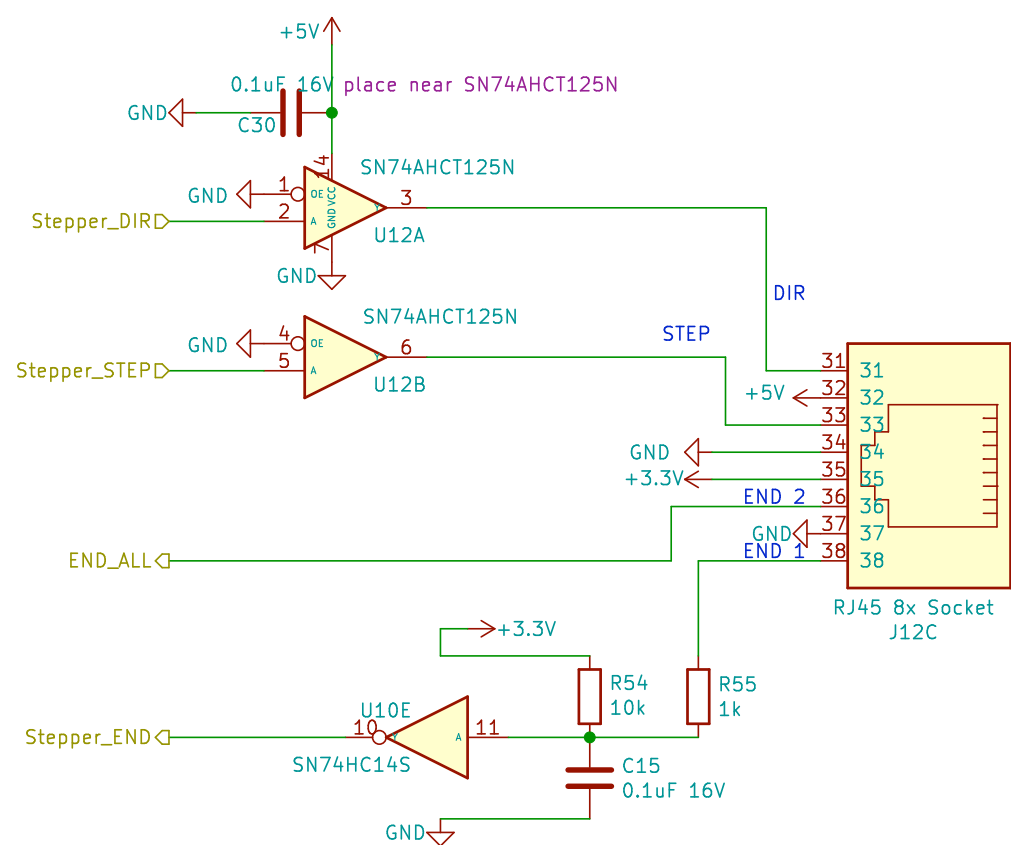 +5V
0.1uF 16V
place near SN74AHCT125N
GND
C30
14
SN74AHCT125N
GND
1
OE
VCC
3
Y
Stepper_DIR
2
A
GND
U12A
7
GND
DIR
SN74AHCT125N
STEP
GND
4
OE
6
Y
Stepper_STEP
5
A
U12B
31
31
+5V
32
32
33
33
GND
34
34
+3.3V
35
35
END 2
36
36
GND
37
37
END_ALL
END 1
38
38
RJ45 8x Socket
J12C
+3.3V
R54
10k
R55
1k
U10E
Stepper_END
10
Y
A
11
SN74HC14S
C15
0.1uF 16V
GND